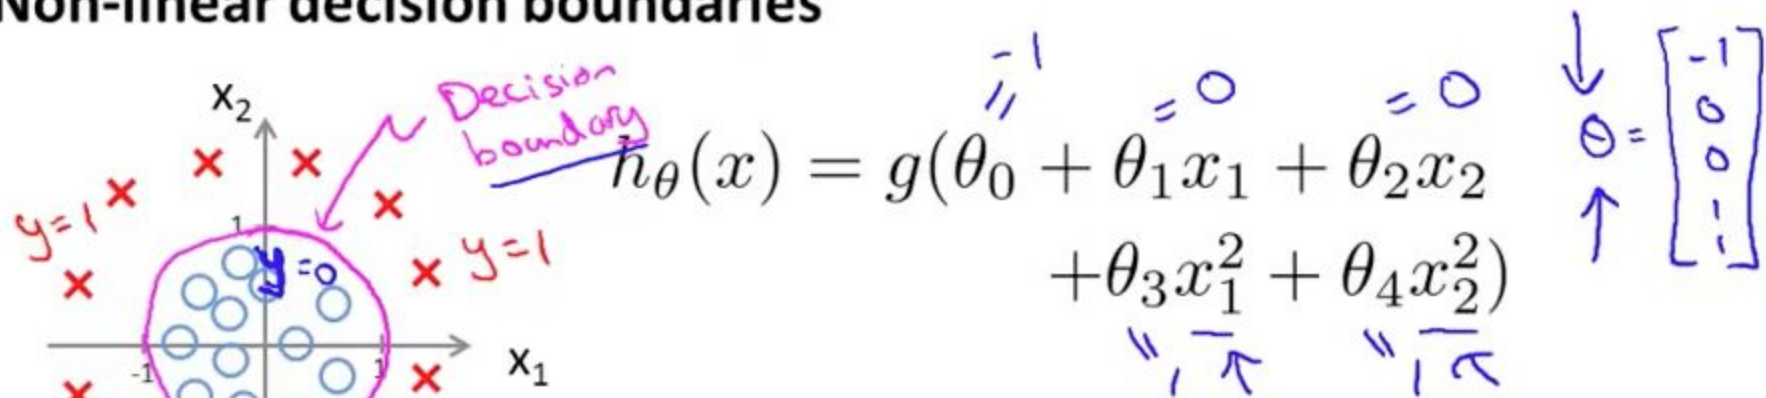 Non-linear decision boundaries
x₂
Decision
boundary
-1
=
= 0
= 0
h_θ(x) = g(θ₀ + θ₁x₁ + θ₂x₂
+θ₃x₁² + θ₄x₂²)
= 1
= 1
θ = [-1 0 0 1 1]
y=1
y=1
1
y=0
-1
1
x₁